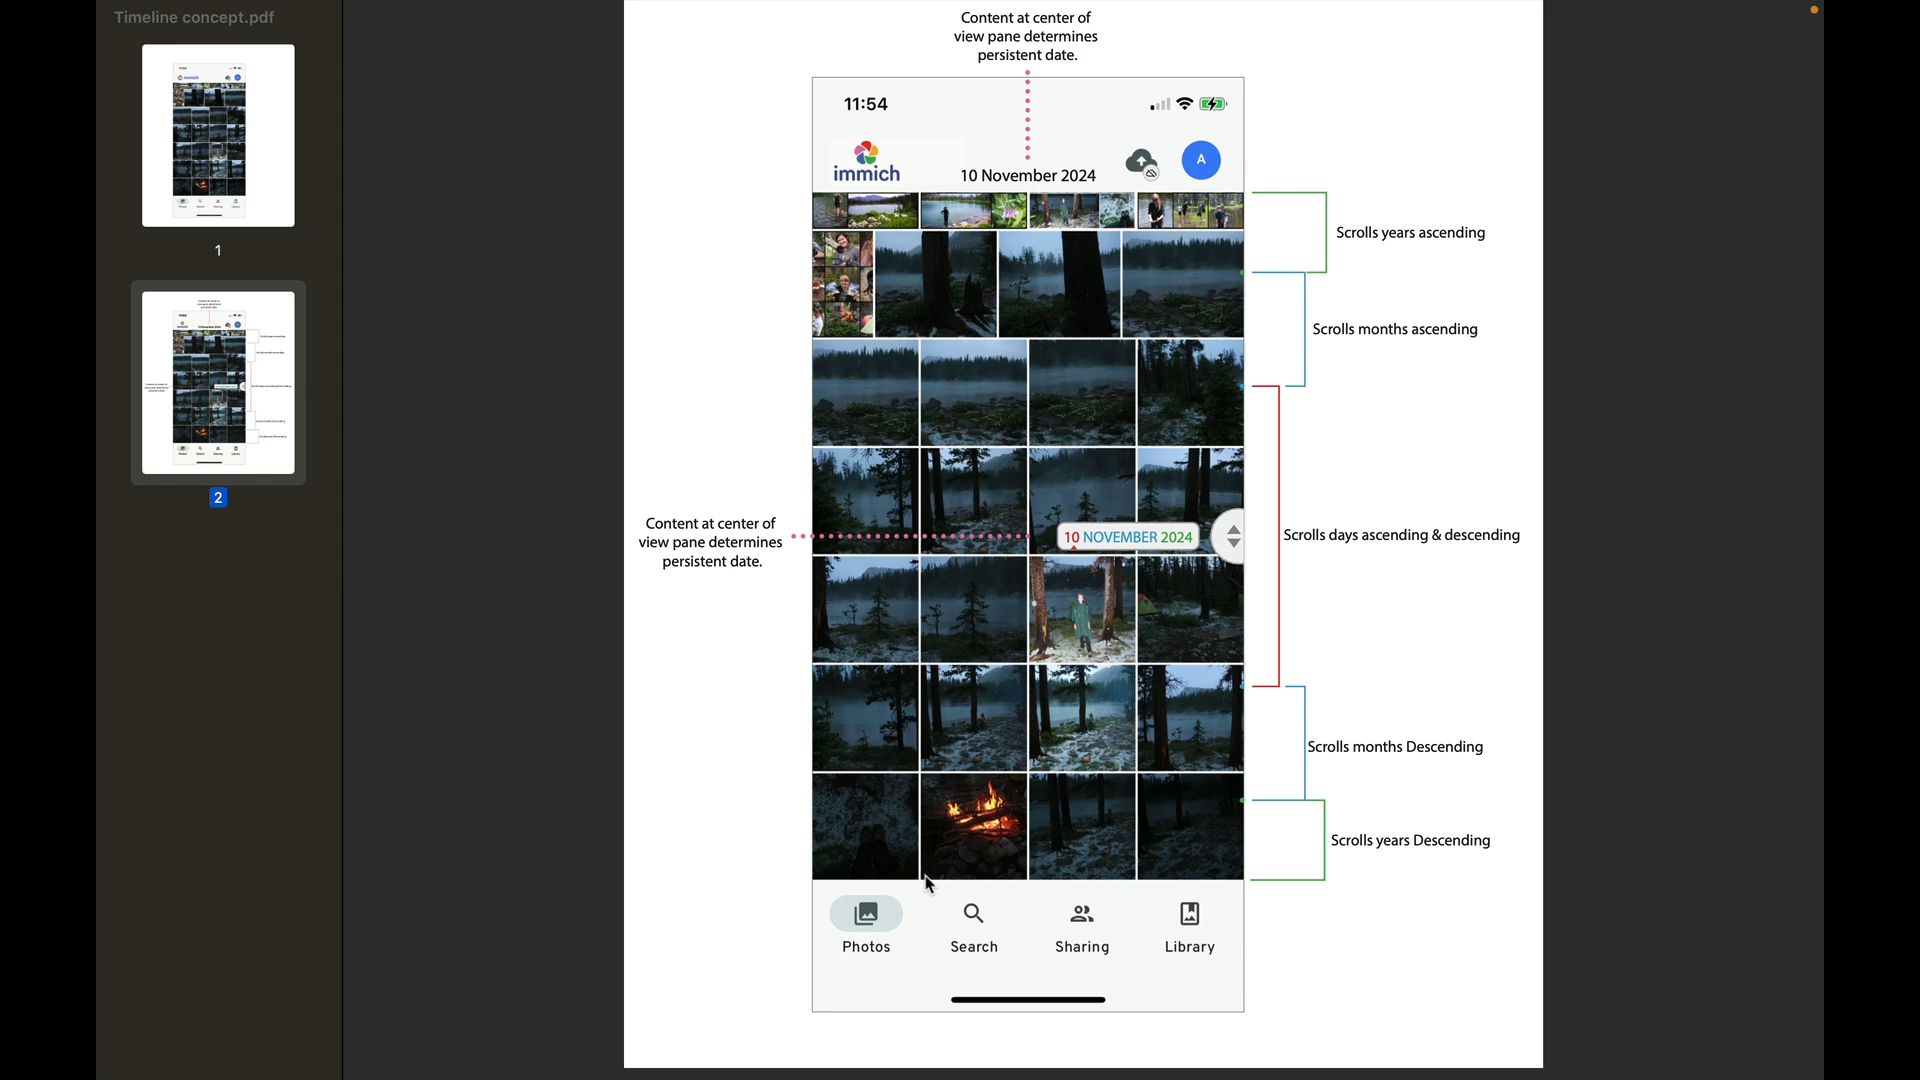 Timeline concept.pdf
1
2
Content at center of
view pane determines
persistent date.
11:54
A
immich
10 November 2024
Scrolls years ascending
Scrolls months ascending
Content at center of
view pane determines
persistent date.
10 NOVEMBER 2024
Scrolls days ascending & descending
Scrolls months Descending
Scrolls years Descending
Photos
Search
Sharing
Library